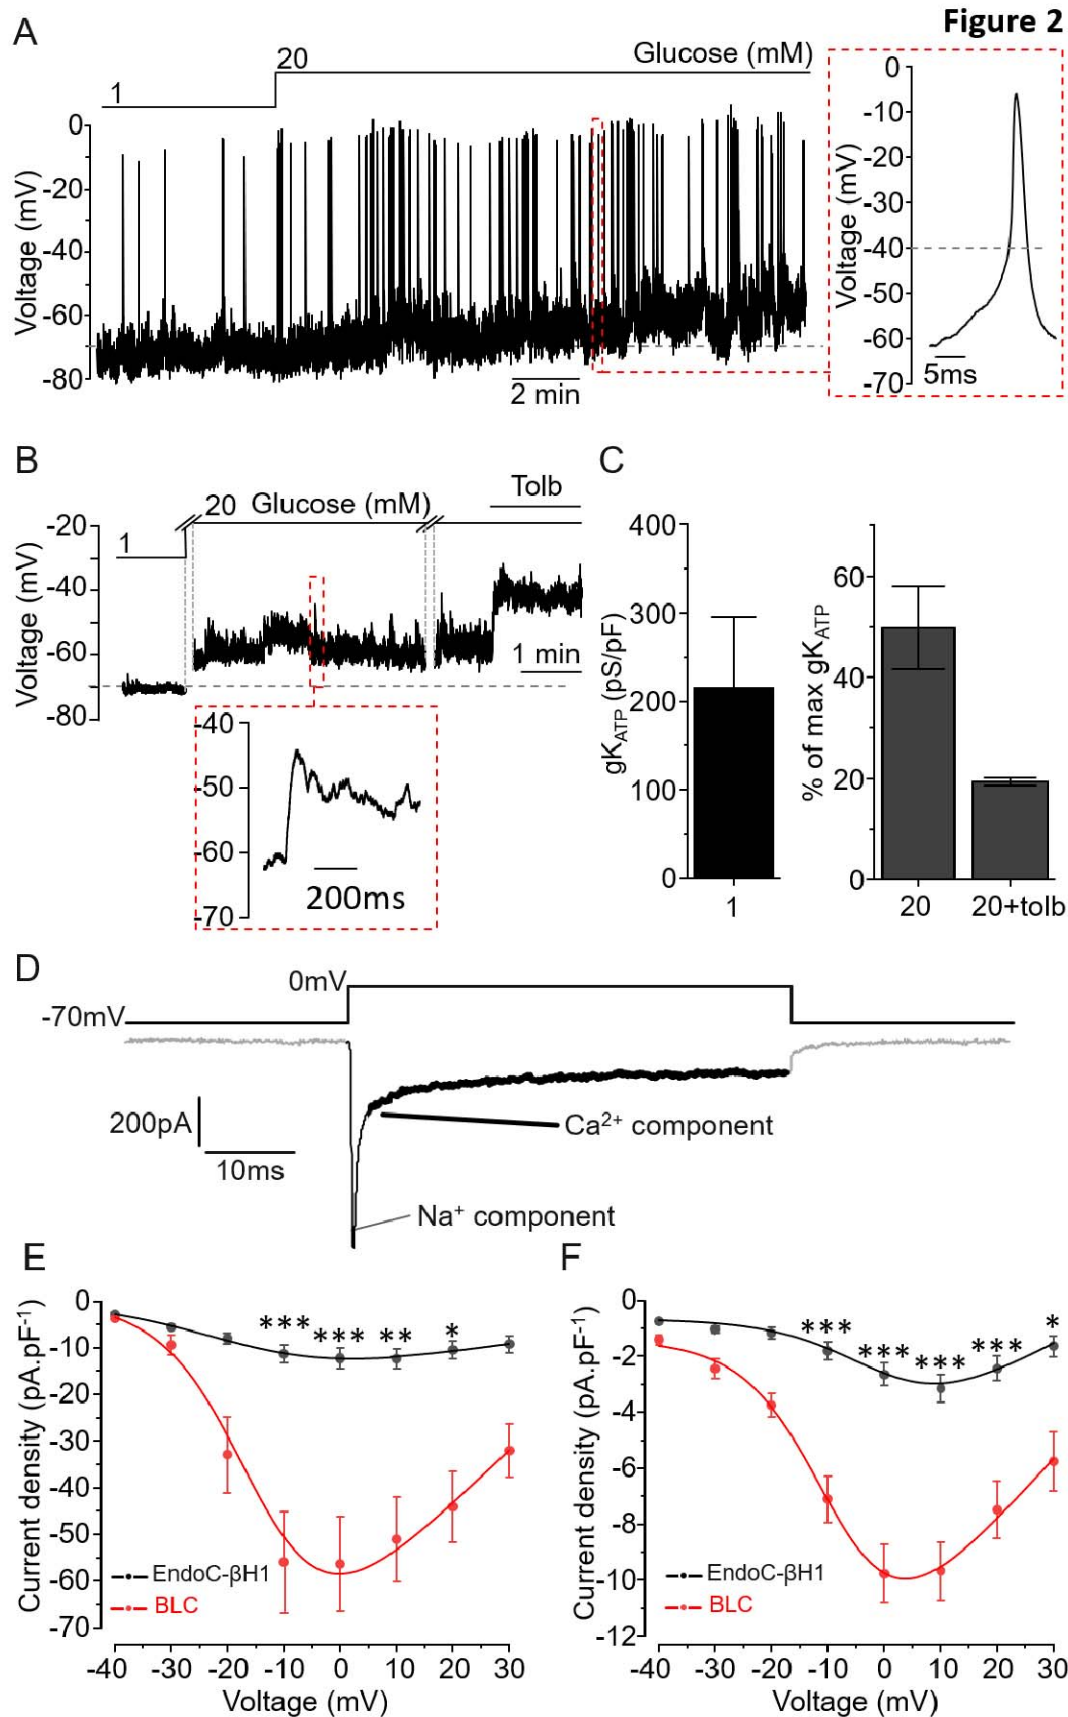 Figure 2
A
20
Glucose (mM)
1
0
-20
-40
-60
-80
Voltage (mV)
2 min
0
-10
-20
-30
-40
-50
-60
-70
Voltage (mV)
5ms
B
Tolb
20 Glucose (mM)
1
-20
-40
-60
-80
Voltage (mV)
1 min
-40
-50
-60
-70
200ms
C
400
300
200
100
0
gKATP (pS/pF)
1
60
40
20
0
% of max gKATP
20
20+tolb
D
0mV
-70mV
200pA
10ms
Ca2+ component
Na+ component
E
0
-10
-20
-30
-40
-50
-60
-70
Current density (pA.pF-1)
***
***
**
*
EndoC-βH1
BLC
-40 -30 -20 -10 0 10 20 30
Voltage (mV)
F
0
-2
-4
-6
-8
-10
-12
Current density (pA.pF-1)
***
***
***
***
*
EndoC-βH1
BLC
-40 -30 -20 -10 0 10 20 30
Voltage (mV)